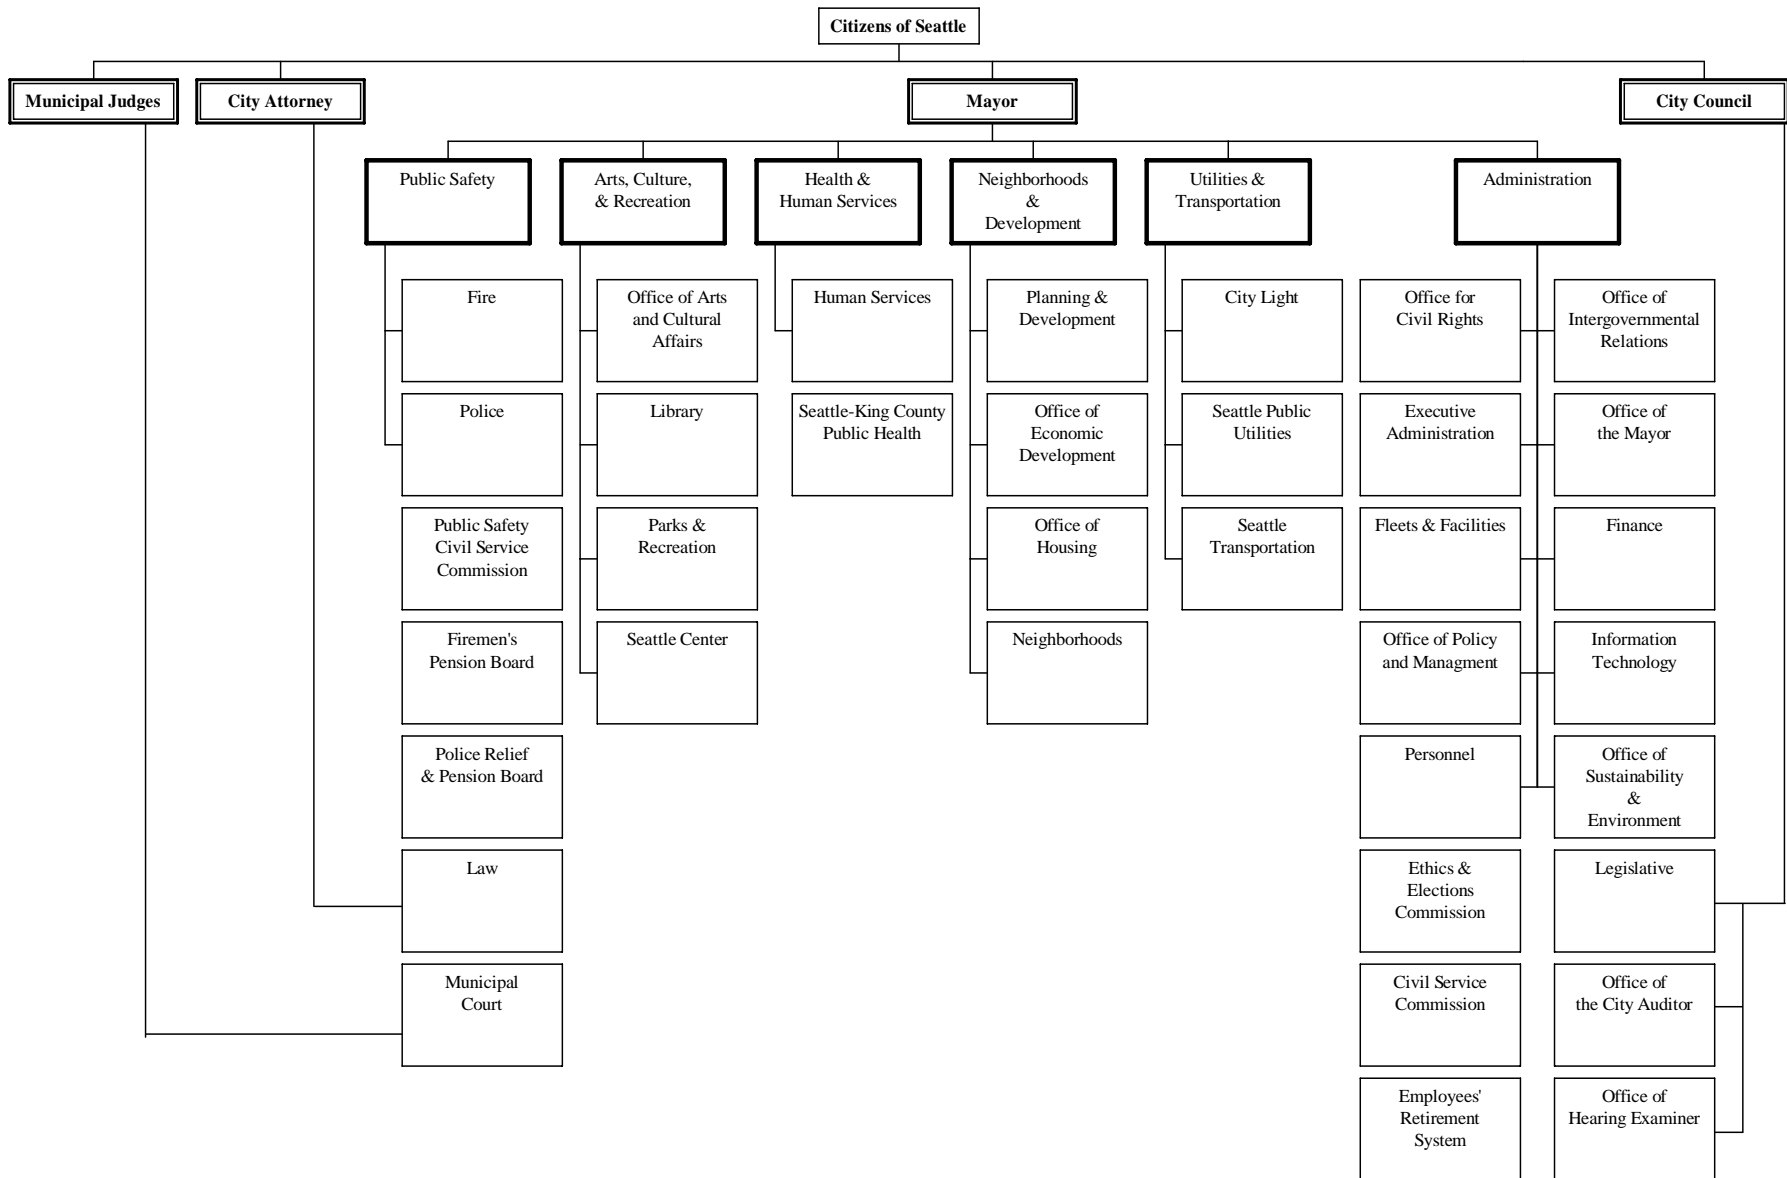 Citizens of Seattle
Municipal Judges
City Attorney
Mayor
City Council
Public Safety
Arts, Culture,
& Recreation
Health &
Human Services
Neighborhoods
&
Development
Utilities &
Transportation
Administration
Fire
Police
Public Safety
Civil Service
Commission
Firemen's
Pension Board
Police Relief
& Pension Board
Law
Municipal
Court
Office of Arts
and Cultural
Affairs
Library
Parks &
Recreation
Seattle Center
Human Services
Seattle-King County
Public Health
Planning &
Development
Office of
Economic
Development
Office of
Housing
Neighborhoods
City Light
Seattle Public
Utilities
Seattle
Transportation
Office for
Civil Rights
Executive
Administration
Fleets & Facilities
Office of Policy
and Managment
Personnel
Ethics &
Elections
Commission
Civil Service
Commission
Employees'
Retirement
System
Office of
Intergovernmental
Relations
Office of
the Mayor
Finance
Information
Technology
Office of
Sustainability
&
Environment
Legislative
Office of
the City Auditor
Office of
Hearing Examiner